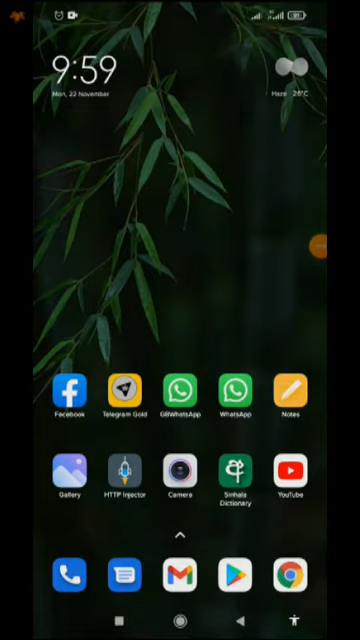 9:59
Mon, 22 November
Haze 26°C
Facebook
Telegram Gold
GBWhatsApp
WhatsApp
Notes
Gallery
HTTP Injector
Camera
Sinhala
Dictionary
YouTube